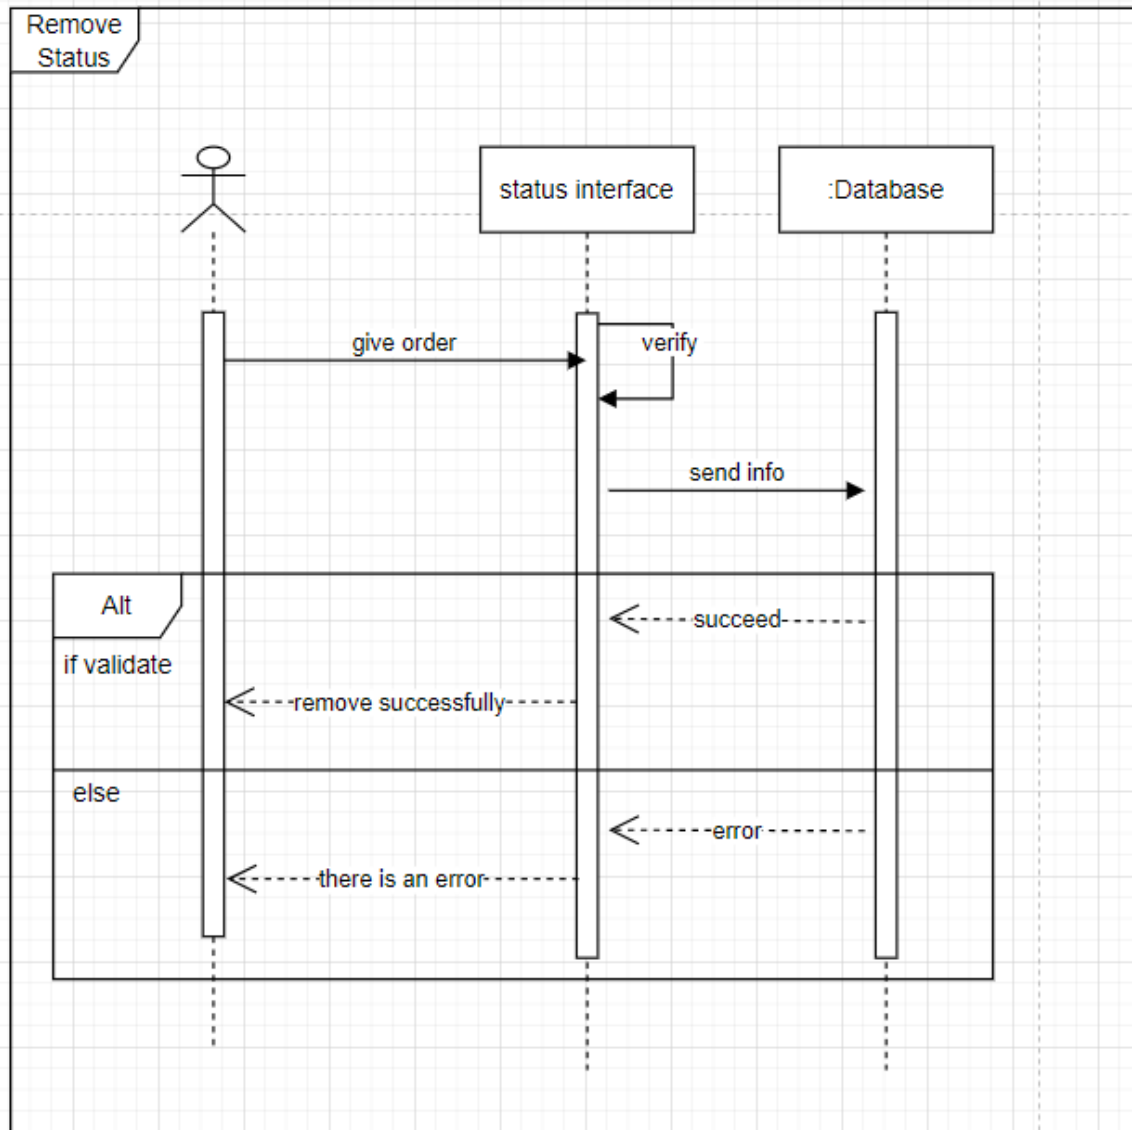 Remove
Status
status interface
:Database
give order
verify
send info
Alt
succeed
if validate
remove successfully
else
error
there is an error